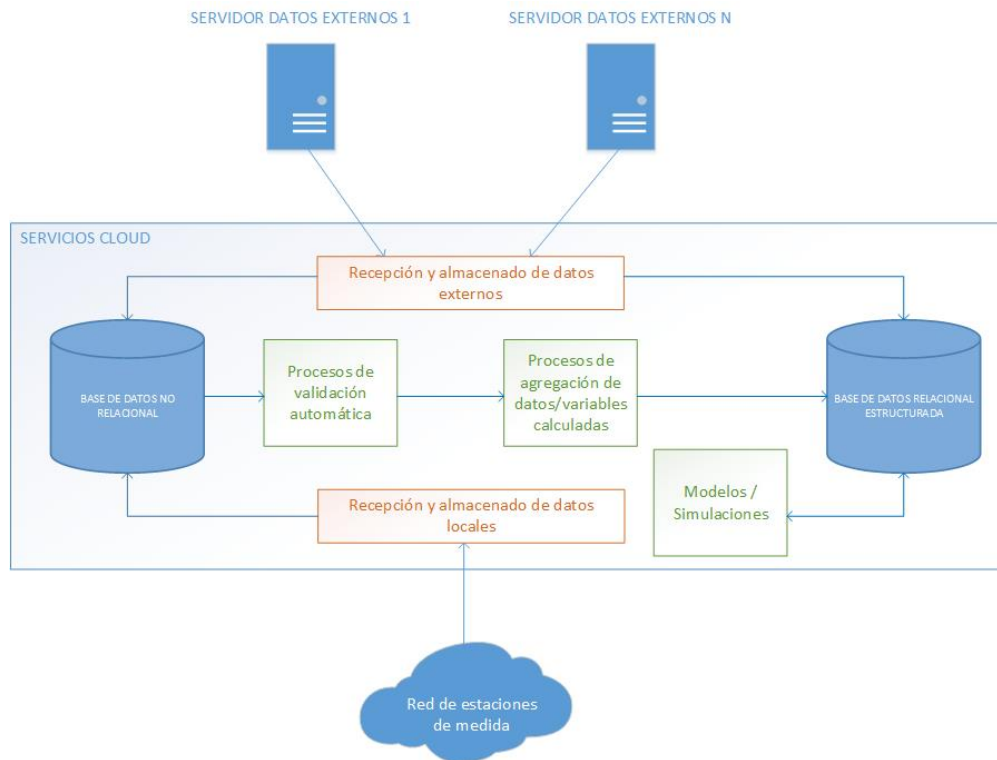 SERVIDOR DATOS EXTERNOS 1
SERVIDOR DATOS EXTERNOS N
SERVICIOS CLOUD
Recepción y almacenado de datos
externos
BASE DE DATOS NO
RELACIONAL
Procesos de
validación
automática
Procesos de
agregación de
datos/variables
calculadas
BASE DE DATOS RELACIONAL
ESTRUCTURADA
Recepción y almacenado de datos
locales
Modelos /
Simulaciones
Red de estaciones
de medida